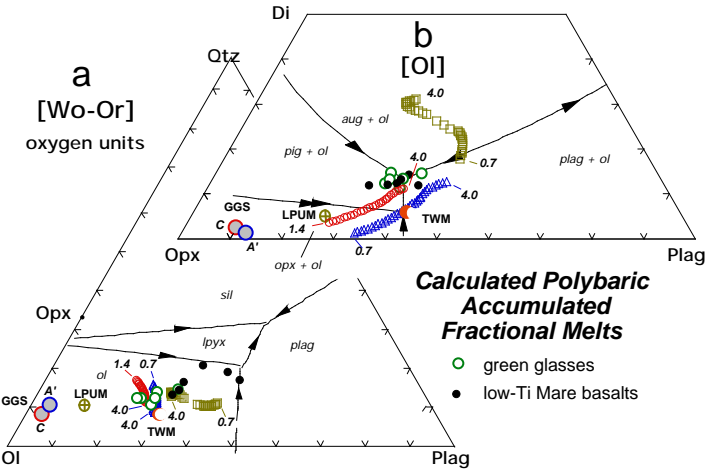 Di
Qtz
a
[Wo-Or]
oxygen units
b
[Ol]
4.0
aug + ol
pig + ol
0.7
plag + ol
4.0
4.0
GGS
C
A'
LPUM
1.4
TWM
0.7
Opx
opx + ol
Plag
sil
Calculated Polybaric
Accumulated
Fractional Melts
Opx
lpyx
plag
green glasses
low-Ti Mare basalts
ol
1.4
0.7
GGS
A'
C
LPUM
4.0
4.0
4.0
0.7
TWM
Ol
Plag